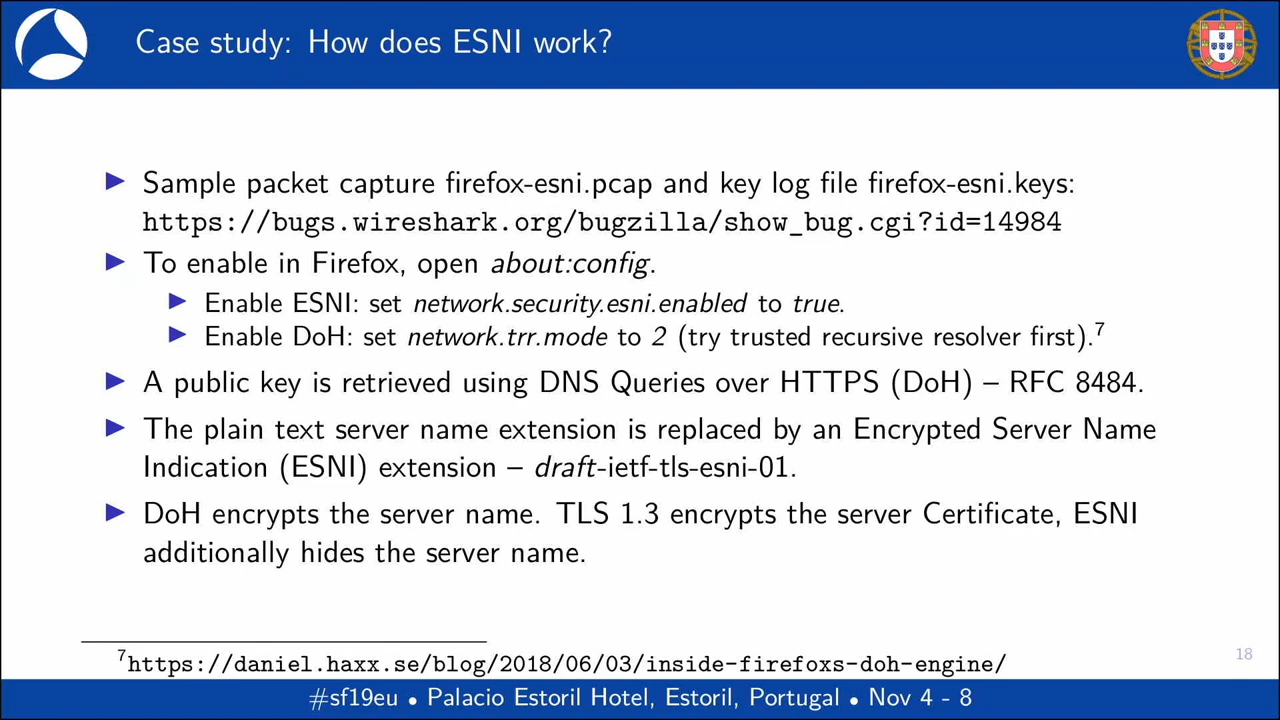 Case study: How does ESNI work?
Sample packet capture firefox-esni.pcap and key log file firefox-esni.keys:
https://bugs.wireshark.org/bugzilla/show_bug.cgi?id=14984
To enable in Firefox, open about:config.
Enable ESNI: set network.security.esni.enabled to true.
Enable DoH: set network.trr.mode to 2 (try trusted recursive resolver first).7
A public key is retrieved using DNS Queries over HTTPS (DoH) – RFC 8484.
The plain text server name extension is replaced by an Encrypted Server Name
Indication (ESNI) extension – draft-ietf-tls-esni-01.
DoH encrypts the server name. TLS 1.3 encrypts the server Certificate, ESNI
additionally hides the server name.
7https://daniel.haxx.se/blog/2018/06/03/inside-firefoxs-doh-engine/
18
#sf19eu • Palacio Estoril Hotel, Estoril, Portugal • Nov 4 - 8